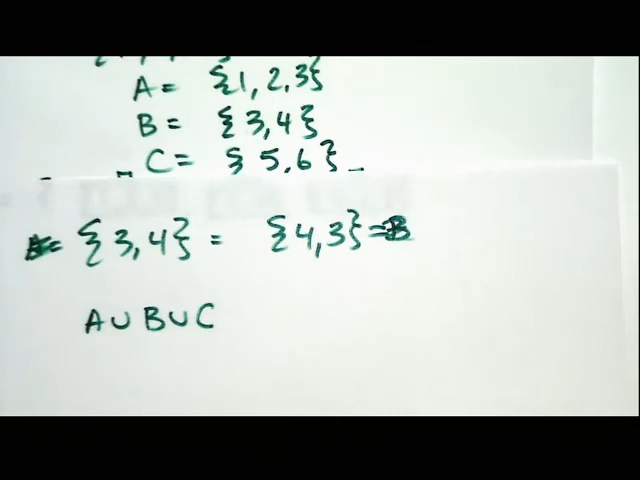 A = {1, 2, 3}
B = {3, 4}
C = {5, 6}
= {3, 4} = {4, 3} = B
A ∪ B ∪ C